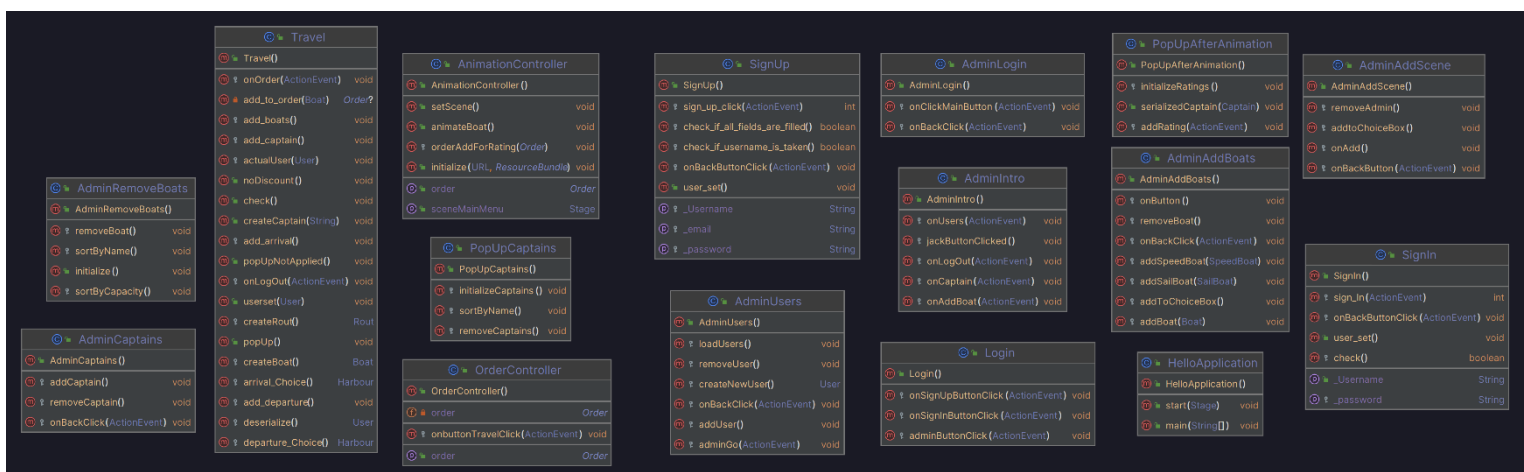 Travel
Travel()
onOrder(ActionEvent) void
add_to_order(Boat) Order?
add_boats() void
add_captain() void
actualUser(User) void
noDiscount() void
check() void
createCaptain(String) void
add_arrival() void
popUpNotApplied() void
onLogOut(ActionEvent) void
userset(User) void
createRout() Rout
popUp() void
createBoat() Boat
arrival_Choice() Harbour
add_departure() void
deserialize() User
departure_Choice() Harbour
AdminRemoveBoats
AdminRemoveBoats()
removeBoat() void
sortByName() void
initialize() void
sortByCapacity() void
AdminCaptains
AdminCaptains()
addCaptain() void
removeCaptain() void
onBackClick(ActionEvent) void
AnimationController
AnimationController()
setScene() void
animateBoat() void
orderAddForRating(Order) void
initialize(URL, ResourceBundle) void
order Order
sceneMainMenu Stage
PopUpCaptains
PopUpCaptains()
initializeCaptains() void
sortByName() void
removeCaptains() void
OrderController
OrderController()
order Order
onbuttonTravelClick(ActionEvent) void
order Order
SignUp
SignUp()
sign_up_click(ActionEvent) int
check_if_all_fields_are_filled() boolean
check_if_username_is_taken() boolean
onBackButtonClick(ActionEvent) void
user_set() void
_Username String
_email String
_password String
AdminUsers
AdminUsers()
loadUsers() void
removeUser() void
createNewUser() User
onBackClick(ActionEvent) void
addUser() void
adminGo(ActionEvent) void
AdminLogin
AdminLogin()
onClickMainButton(ActionEvent) void
onBackClick(ActionEvent) void
AdminIntro
AdminIntro()
onUsers(ActionEvent) void
jackButtonClicked() void
onLogOut(ActionEvent) void
onCaptain(ActionEvent) void
onAddBoat(ActionEvent) void
Login
Login()
onSignUpButtonClick(ActionEvent) void
onSignInButtonClick(ActionEvent) void
adminButtonClick(ActionEvent) void
PopUpAfterAnimation
PopUpAfterAnimation()
initializeRatings() void
serializedCaptain(Captain) void
addRating(ActionEvent) void
AdminAddBoats
AdminAddBoats()
onButton() void
removeBoat() void
onBackClick(ActionEvent) void
addSpeedBoat(SpeedBoat) void
addSailBoat(SailBoat) void
addToChoiceBox() void
addBoat(Boat) void
HelloApplication
HelloApplication()
start(Stage) void
main(String[]) void
AdminAddScene
AdminAddScene()
removeAdmin() void
addtoChoiceBox() void
onAdd() void
onBackButton(ActionEvent) void
SignIn
SignIn()
sign_In(ActionEvent) int
onBackButtonClick(ActionEvent) void
user_set() void
check() boolean
_Username String
_password String